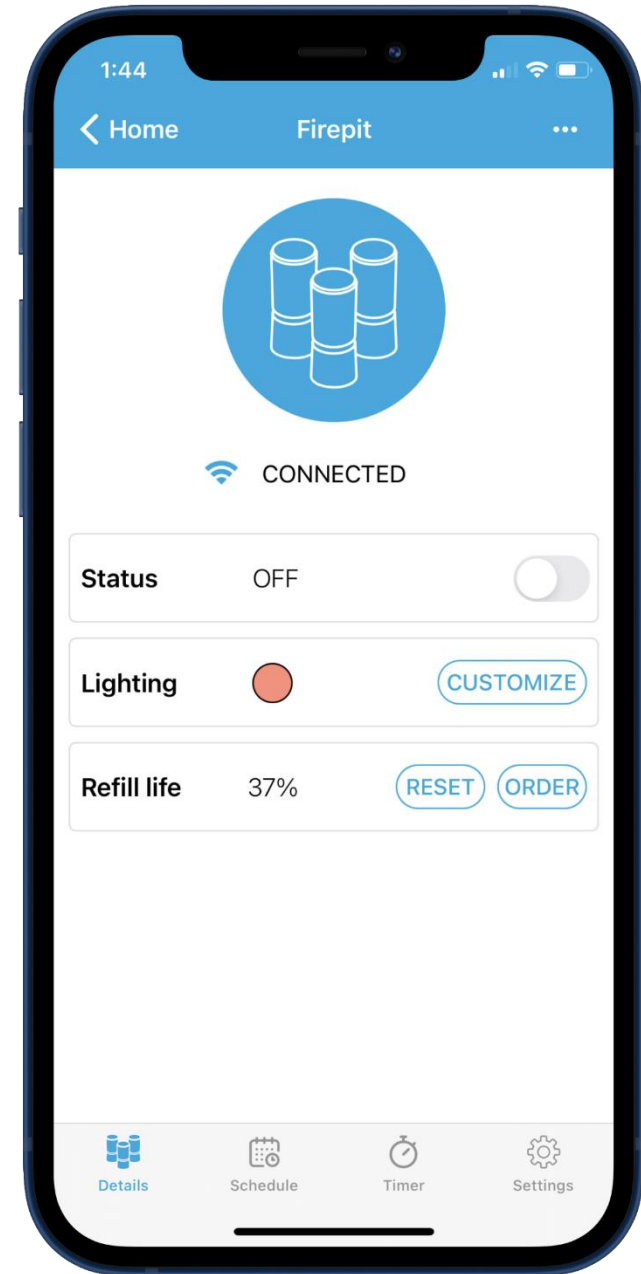 1:44
Home Firepit ...
CONNECTED
Status OFF
Lighting CUSTOMIZE
Refill life 37% RESET ORDER
Details Schedule Timer Settings